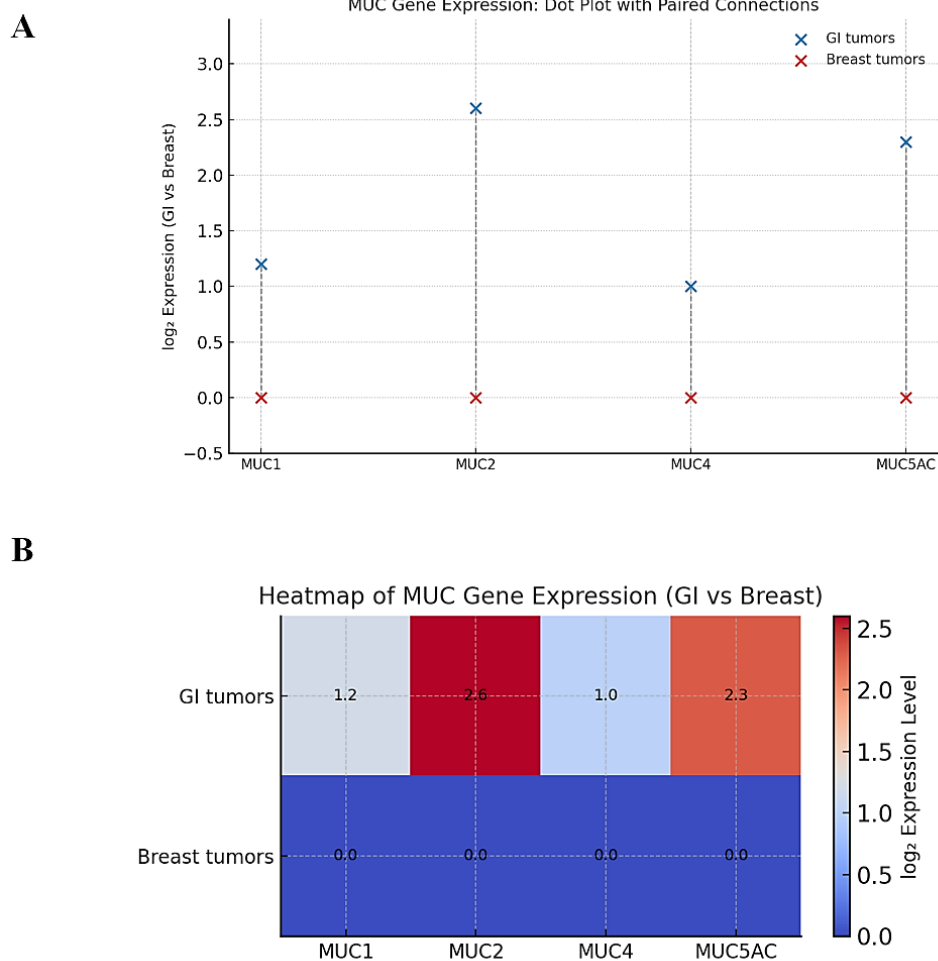 A
MUC Gene Expression: Dot Plot with Paired Connections
GI tumors
Breast tumors
log₂ Expression (GI vs Breast)
3.0
2.5
2.0
1.5
1.0
0.5
0.0
−0.5
MUC1 MUC2 MUC4 MUC5AC
B
Heatmap of MUC Gene Expression (GI vs Breast)
GI tumors 1.2 2.6 1.0 2.3
Breast tumors 0.0 0.0 0.0 0.0
MUC1 MUC2 MUC4 MUC5AC
2.5
2.0
1.5
1.0
0.5
0.0
log₂ Expression Level